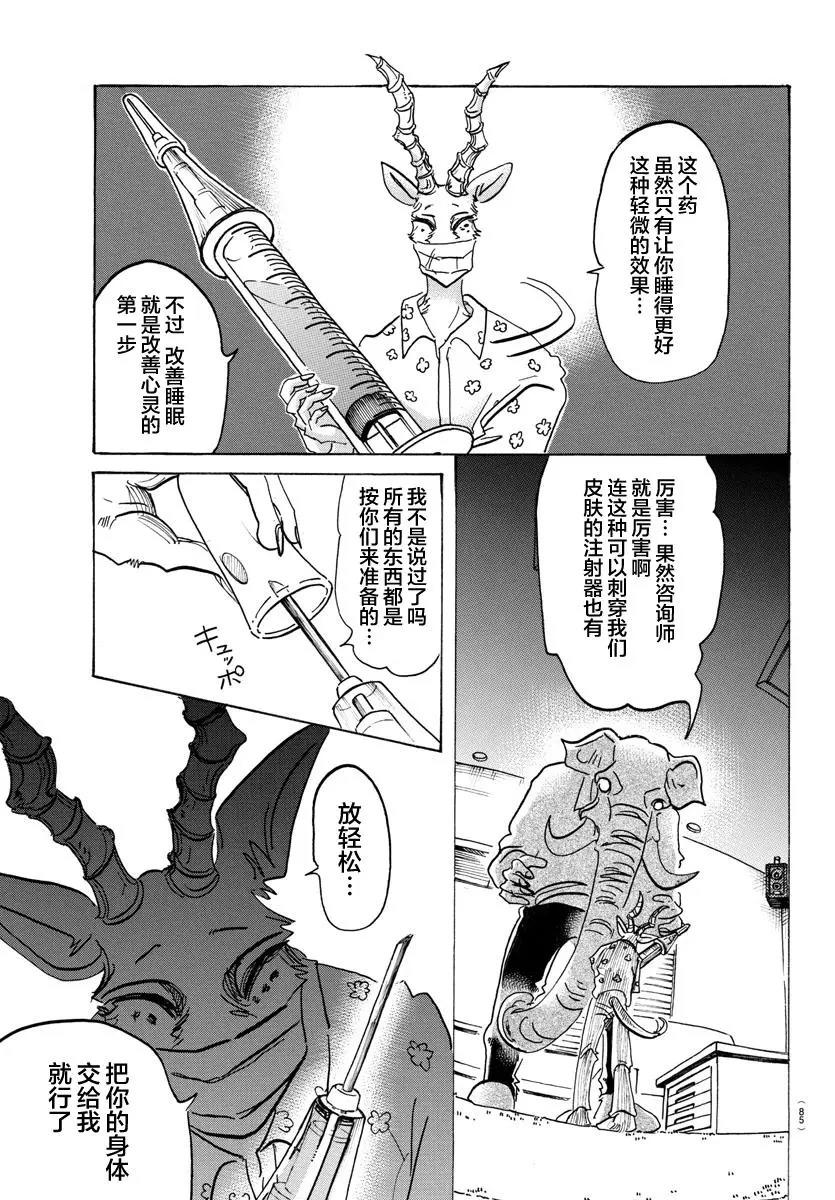 这个药
虽然只有让你睡得更好
这种轻微的效果…
不过 改善睡眠
就是改善心灵的
第一步
厉害… 果然咨询师
就是厉害啊
连这种可以刺穿我们
皮肤的注射器也有
我不是说过了吗
所有的东西都是
按你们来准备的…
キュッポ
放轻松…
把你的身体
交给我
就行了
(85)